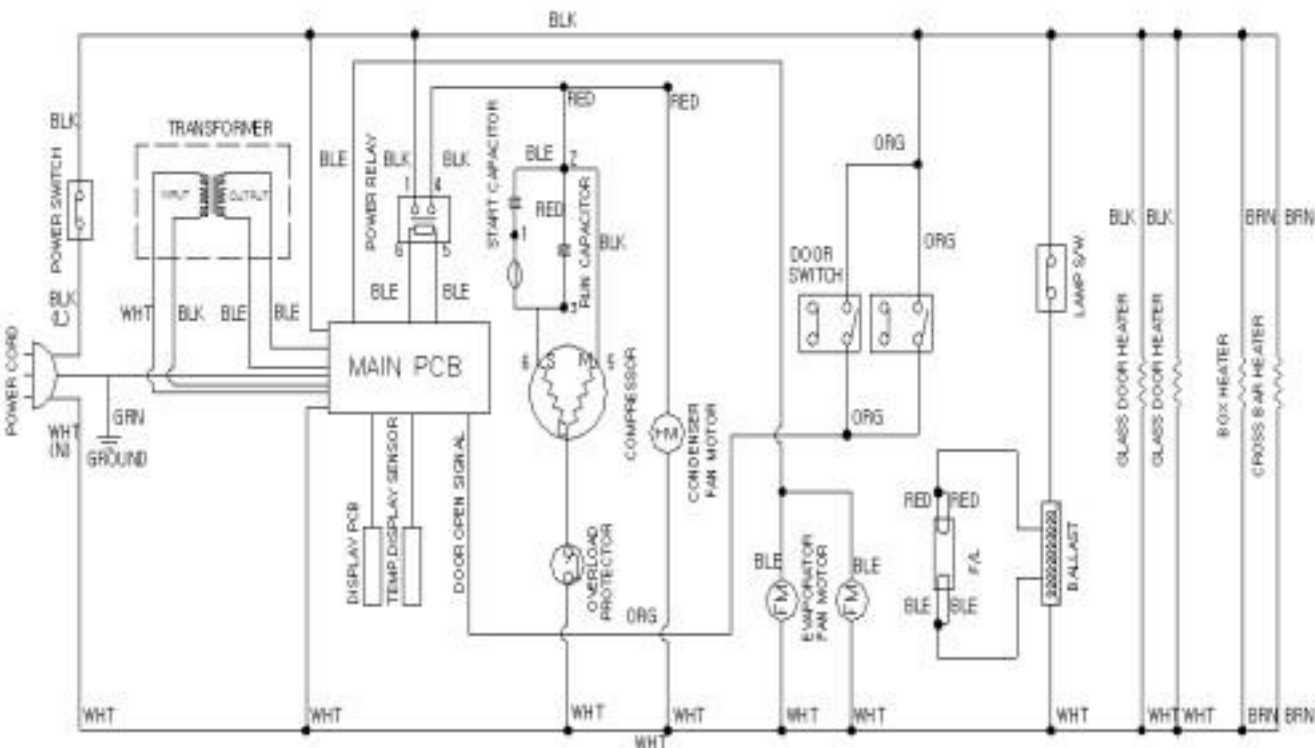 BLK
BLK
TRANSFORMER
INPUT
OUTPUT
POWER SWITCH
BLK
(L)
POWER CORD
WHT
(N)
GRN
GROUND
WHT
BLK
BLE
BLE
BLE
POWER RELAY
BLK
BLK
1
4
6
5
BLE
BLE
MAIN PCB
DISPLAY PCB
TEMP.DISPLAY SENSOR
DOOR OPEN SIGNAL
START CAPACITOR
RED
RED
BLE
2
RED
1
BLK
RUN CAPACITOR
3
6
S
M
5
COMPRESSOR
OVERLOAD
PROTECTOR
FM
CONDENSER
FAN MOTOR
ORG
ORG
ORG
DOOR
SWITCH
ORG
BLE
BLE
FM
FM
EVAPORATOR
FAN MOTOR
RED
RED
F/L
BLE
BLE
BALLAST
LAMP S/W
BLK
BLK
GLASS DOOR HEATER
GLASS DOOR HEATER
BRN
BRN
BOX HEATER
CROSS BAR HEATER
WHT
WHT
WHT
WHT
WHT
WHT
WHT
WHT
WHT
BRN
BRN
WHT